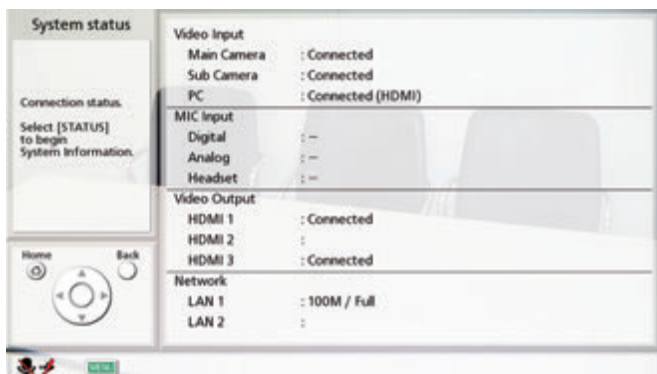 System status
Connection status.
Select [STATUS]
to begin
System Information.
Home
Back
Video Input
Main Camera : Connected
Sub Camera : Connected
PC : Connected (HDMI)
MIC Input
Digital : --
Analog : --
Headset : --
Video Output
HDMI 1 : Connected
HDMI 2 :
HDMI 3 : Connected
Network
LAN 1 : 100M / Full
LAN 2 :
MENU